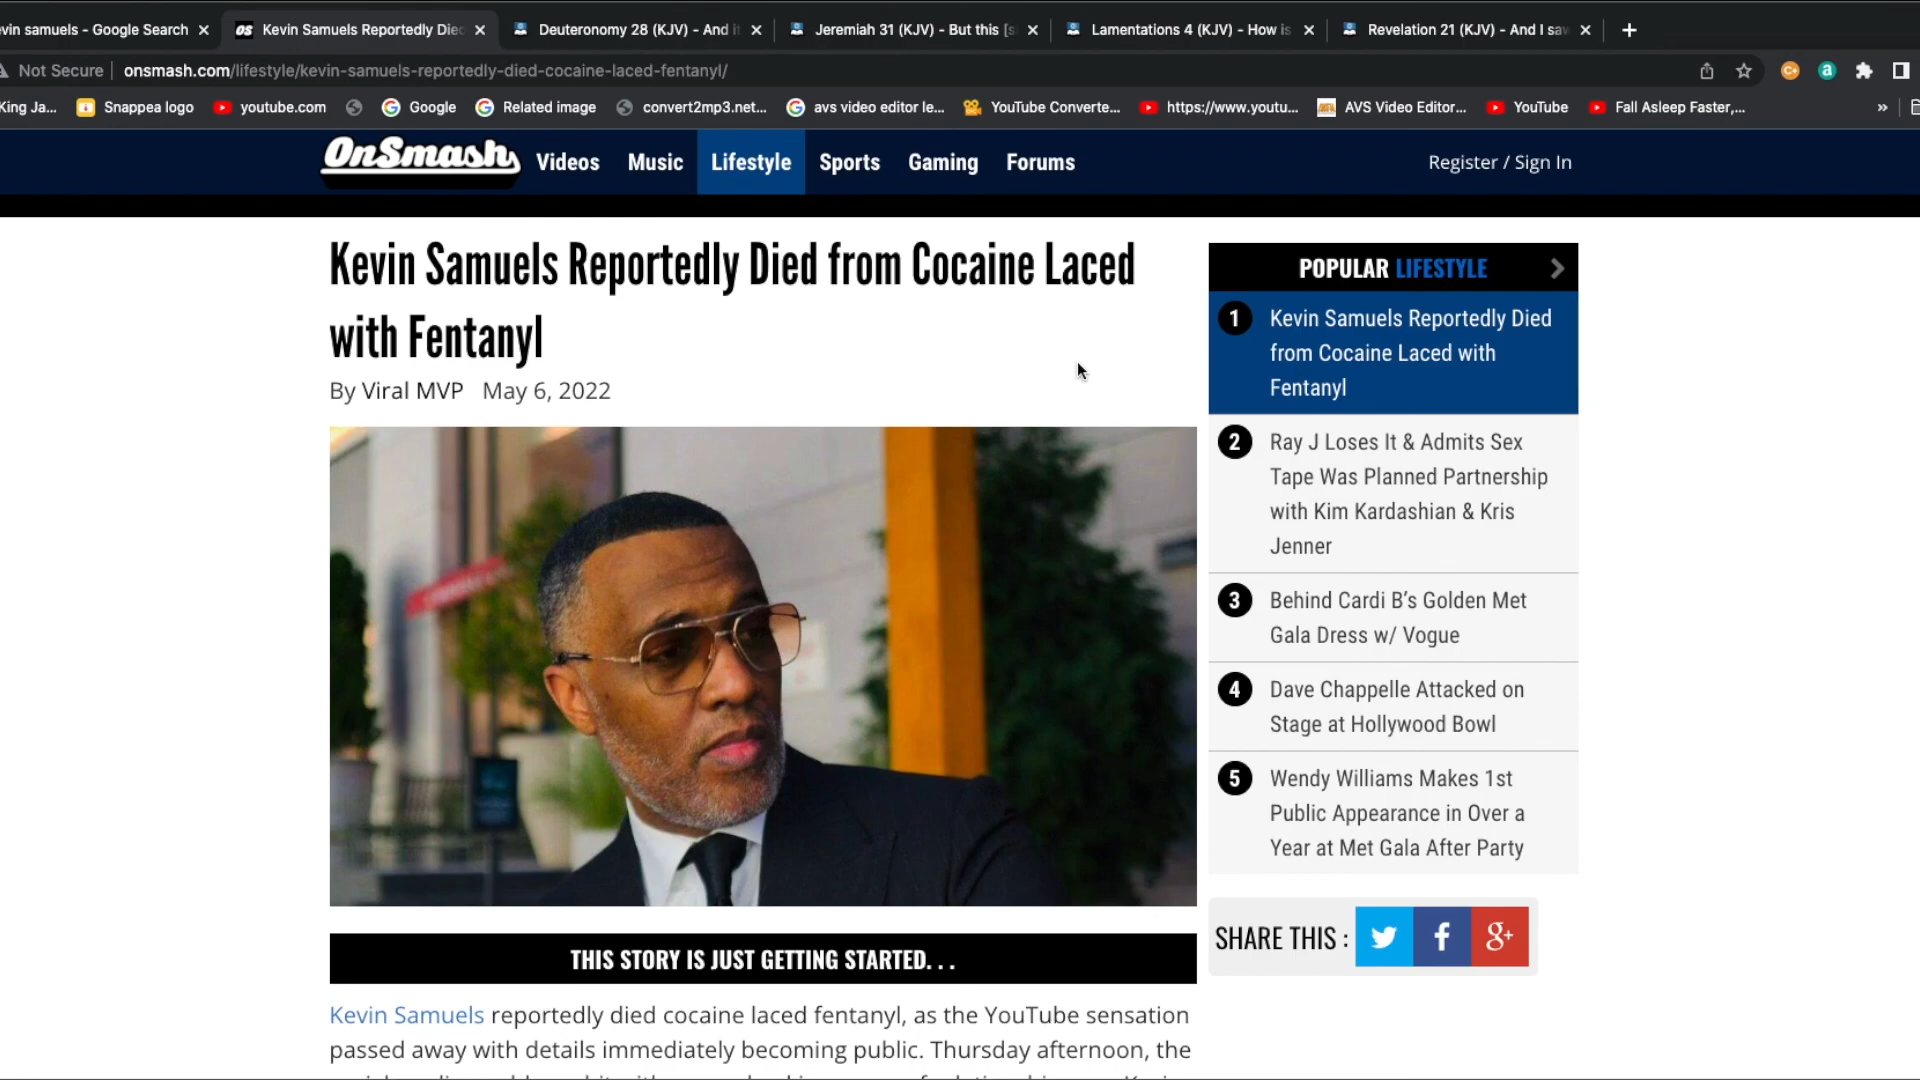 vin samuels - Google Search
Kevin Samuels Reportedly Died
Deuteronomy 28 (KJV) - And it
Jeremiah 31 (KJV) - But this [s
Lamentations 4 (KJV) - How is
Revelation 21 (KJV) - And I saw
Not Secure | onsmash.com/lifestyle/kevin-samuels-reportedly-died-cocaine-laced-fentanyl/
King Ja... Snappea logo youtube.com Google Related image convert2mp3.net... avs video editor le... YouTube Converte... https://www.youtu... AVS Video Editor... YouTube Fall Asleep Faster,... »
OnSmash Videos Music Lifestyle Sports Gaming Forums Register / Sign In
Kevin Samuels Reportedly Died from Cocaine Laced
with Fentanyl
By Viral MVP May 6, 2022
THIS STORY IS JUST GETTING STARTED. . .
Kevin Samuels reportedly died cocaine laced fentanyl, as the YouTube sensation
passed away with details immediately becoming public. Thursday afternoon, the
POPULAR LIFESTYLE
1 Kevin Samuels Reportedly Died
from Cocaine Laced with
Fentanyl
2 Ray J Loses It & Admits Sex
Tape Was Planned Partnership
with Kim Kardashian & Kris
Jenner
3 Behind Cardi B's Golden Met
Gala Dress w/ Vogue
4 Dave Chappelle Attacked on
Stage at Hollywood Bowl
5 Wendy Williams Makes 1st
Public Appearance in Over a
Year at Met Gala After Party
SHARE THIS :